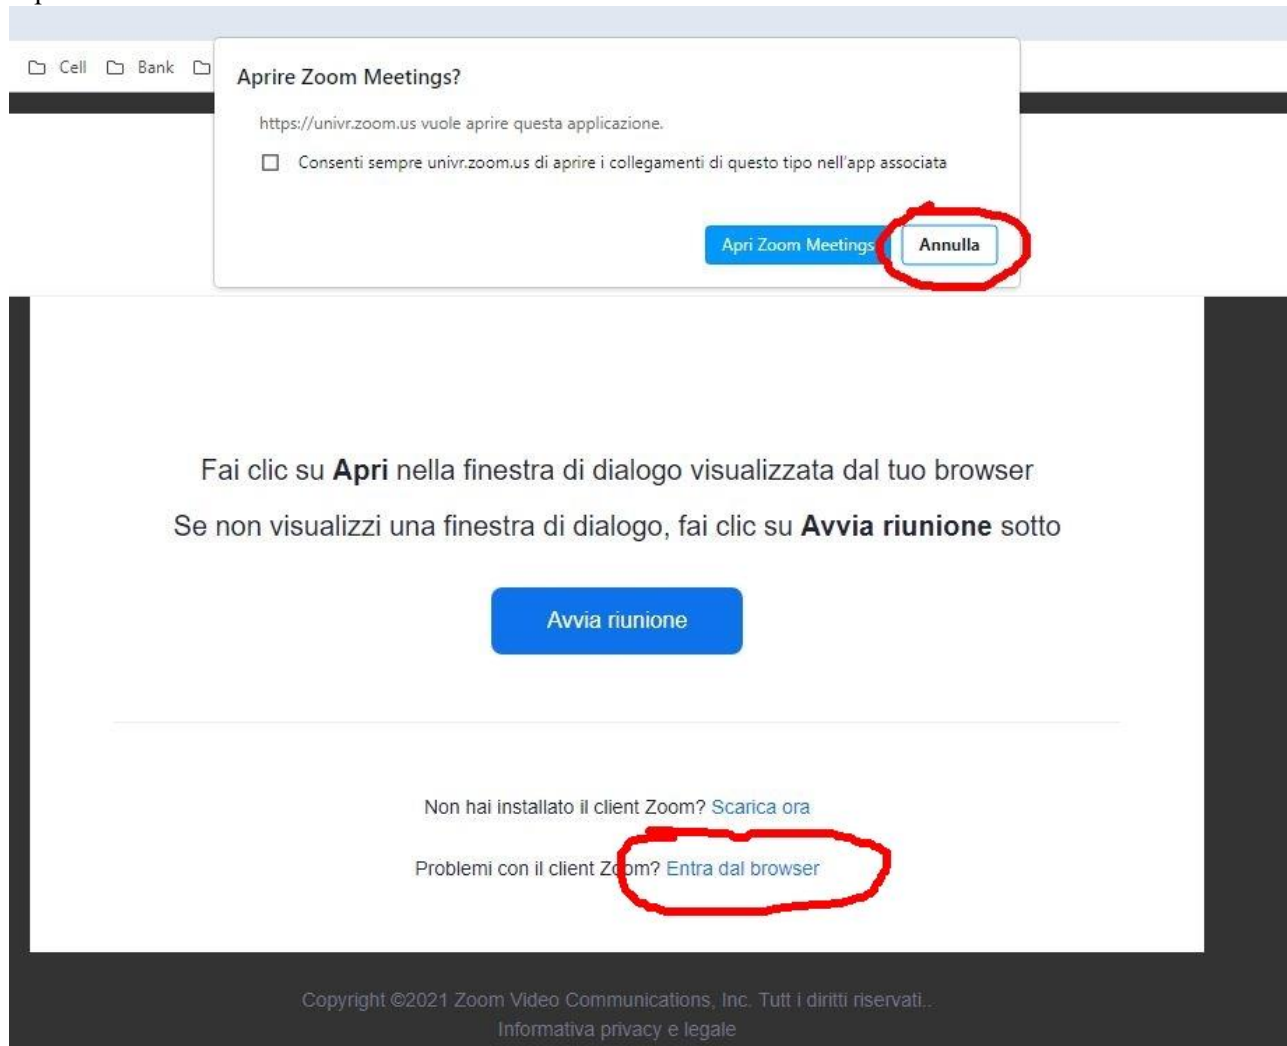 Cell Bank
Aprire Zoom Meetings?
https://univr.zoom.us vuole aprire questa applicazione.
Consenti sempre univr.zoom.us di aprire i collegamenti di questo tipo nell'app associata
Apri Zoom Meetings Annulla
Fai clic su Apri nella finestra di dialogo visualizzata dal tuo browser
Se non visualizzi una finestra di dialogo, fai clic su Avvia riunione sotto
Avvia riunione
Non hai installato il client Zoom? Scarica ora
Problemi con il client Zoom? Entra dal browser
Copyright ©2021 Zoom Video Communications, Inc. Tutt i diritti riservati..
Informativa privacy e legale